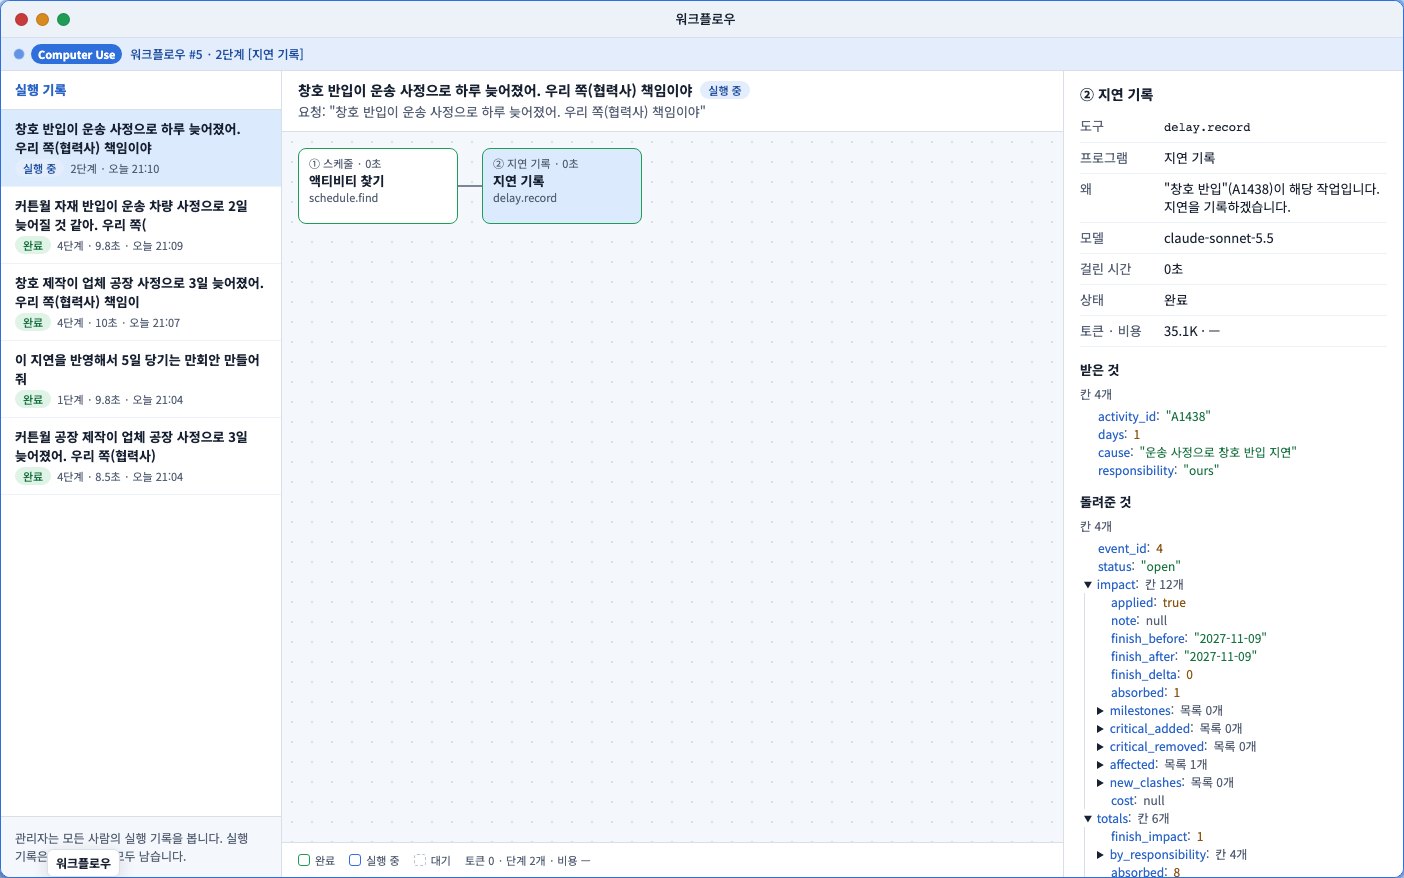 워크플로우
Computer Use 워크플로우 #5 · 2단계 [지연 기록]
실행 기록
창호 반입이 운송 사정으로 하루 늦어졌어.
우리 쪽(협력사) 책임이야
실행 중 2단계 · 오늘 21:10
커튼월 자재 반입이 운송 차량 사정으로 2일
늦어질 것 같아. 우리 쪽(
완료 4단계 · 9.8초 · 오늘 21:09
창호 제작이 업체 공장 사정으로 3일 늦어졌어.
우리 쪽(협력사) 책임이
완료 4단계 · 10초 · 오늘 21:07
이 지연을 반영해서 5일 당기는 만회안 만들어
줘
완료 1단계 · 9.8초 · 오늘 21:04
커튼월 공장 제작이 업체 공장 사정으로 3일
늦어졌어. 우리 쪽(협력사)
완료 4단계 · 8.5초 · 오늘 21:04
관리자는 모든 사람의 실행 기록을 봅니다. 실행
기록은 모두 남습니다.
워크플로우
창호 반입이 운송 사정으로 하루 늦어졌어. 우리 쪽(협력사) 책임이야 실행 중
요청: "창호 반입이 운송 사정으로 하루 늦어졌어. 우리 쪽(협력사) 책임이야"
① 스케줄 · 0초
액티비티 찾기
schedule.find
② 지연 기록 · 0초
지연 기록
delay.record
완료 실행 중 대기 토큰 0 · 단계 2개 · 비용 —
② 지연 기록
도구 delay.record
프로그램 지연 기록
왜 "창호 반입"(A1438)이 해당 작업입니다.
지연을 기록하겠습니다.
모델 claude-sonnet-5.5
걸린 시간 0초
상태 완료
토큰 · 비용 35.1K · —
받은 것
칸 4개
activity_id: "A1438"
days: 1
cause: "운송 사정으로 창호 반입 지연"
responsibility: "ours"
돌려준 것
칸 4개
event_id: 4
status: "open"
▼ impact: 칸 12개
applied: true
note: null
finish_before: "2027-11-09"
finish_after: "2027-11-09"
finish_delta: 0
absorbed: 1
▶ milestones: 목록 0개
▶ critical_added: 목록 0개
▶ critical_removed: 목록 0개
▶ affected: 목록 1개
▶ new_clashes: 목록 0개
cost: null
▼ totals: 칸 6개
finish_impact: 1
▶ by_responsibility: 칸 4개
absorbed: 8